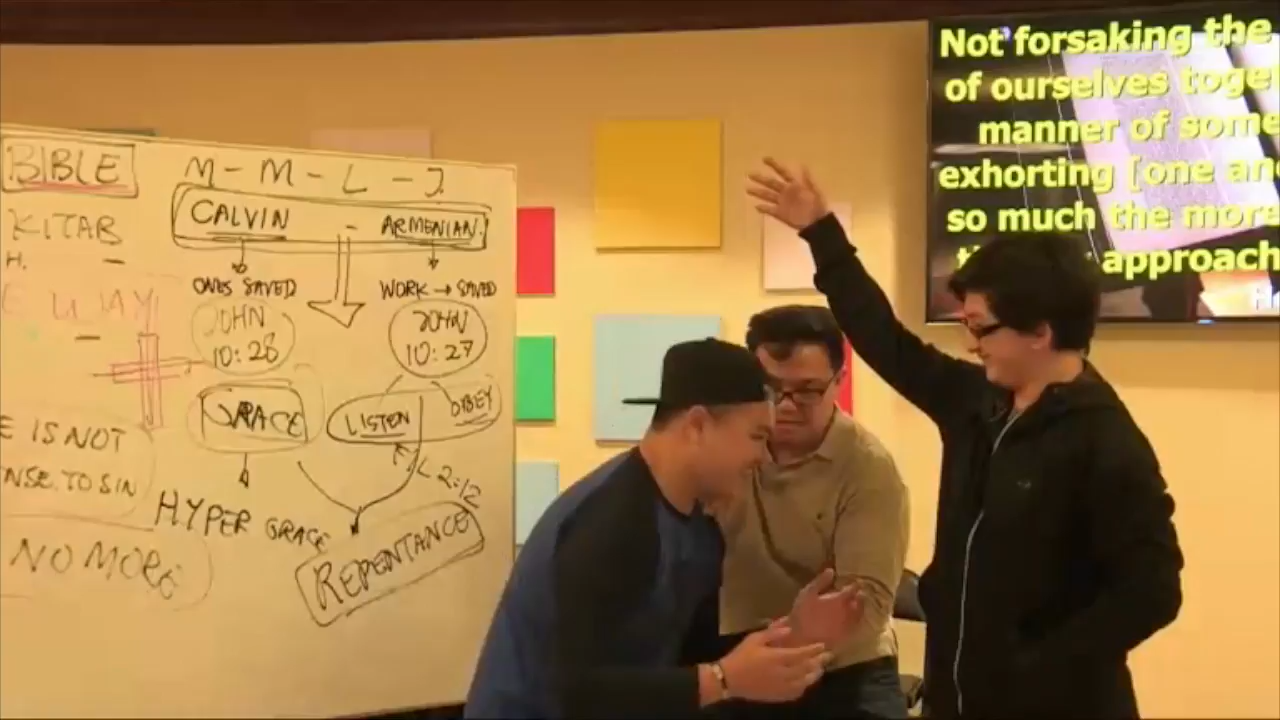 BIBLE
KITAB
H.
E IS NOT
NSE TO SIN
NO MORE
M - M - L - J.
CALVIN - ARMENIAN.
ONES SAVED
WORK → SAVED
JOHN
10:28
JOHN
10:27
GRACE
LISTEN
OBEY
2:12
HYPER GRACE
REPENTANCE
Not forsaking the
of ourselves toge
manner of some
exhorting [one an
so much the more
approach